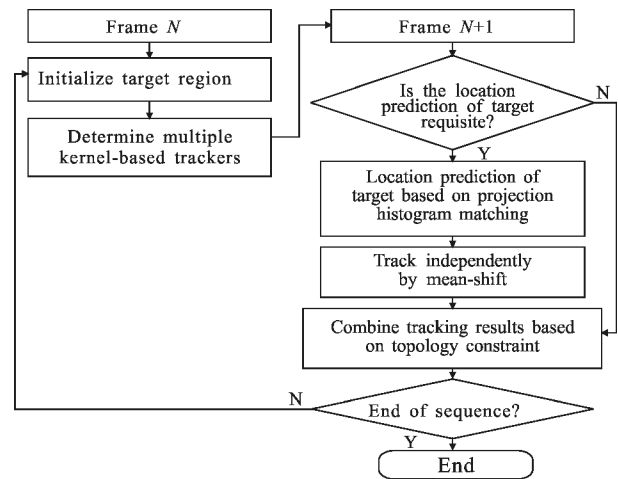 Frame N
Initialize target region
Determine multiple
kernel-based trackers
Frame N+1
Is the location
prediction of target
requisite?
N
Y
Location prediction of
target based on projection
histogram matching
Track independently
by mean-shift
Combine tracking results based
on topology constraint
N
End of sequence?
Y
End